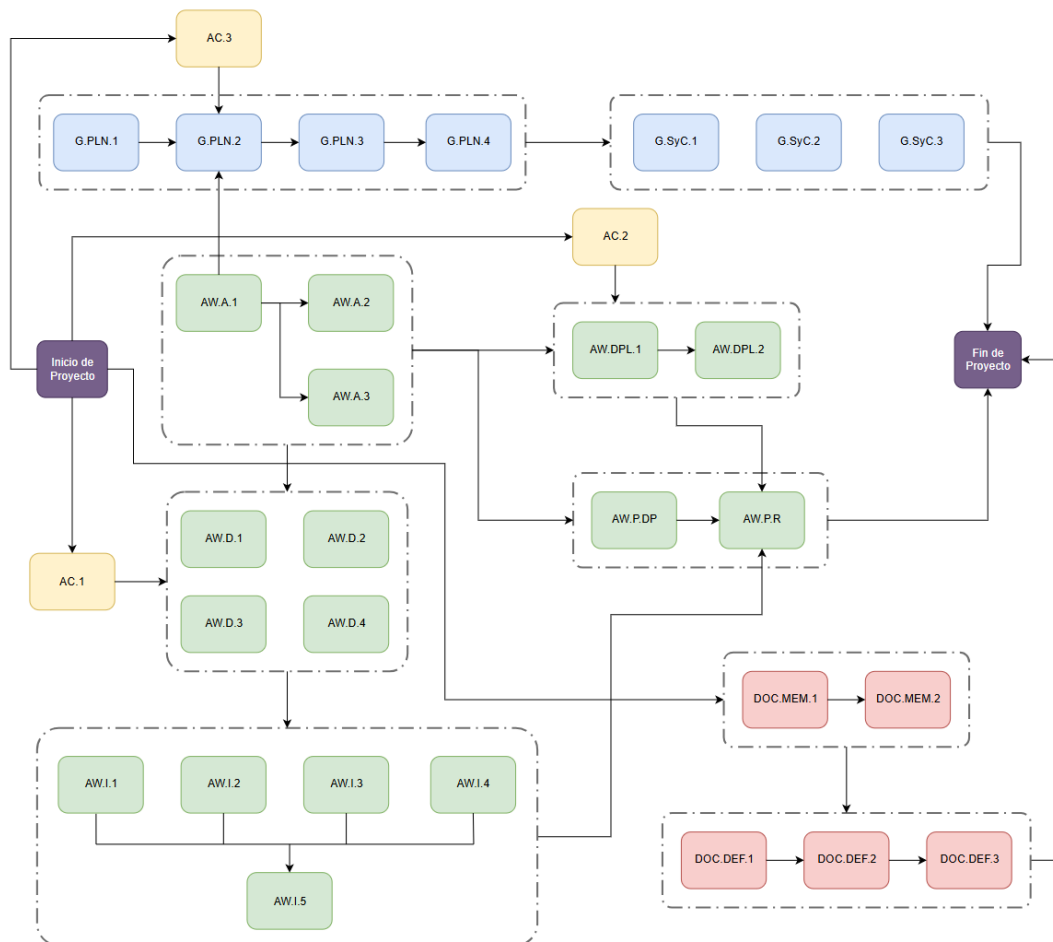 AC.3
G.PLN.1
G.PLN.2
G.PLN.3
G.PLN.4
G.SyC.1
G.SyC.2
G.SyC.3
AC.2
AW.A.1
AW.A.2
AW.A.3
AW.DPL.1
AW.DPL.2
Inicio de
Proyecto
Fin de
Proyecto
AW.P.DP
AW.P.R
AW.D.1
AW.D.2
AC.1
AW.D.3
AW.D.4
DOC.MEM.1
DOC.MEM.2
AW.I.1
AW.I.2
AW.I.3
AW.I.4
DOC.DEF.1
DOC.DEF.2
DOC.DEF.3
AW.I.5